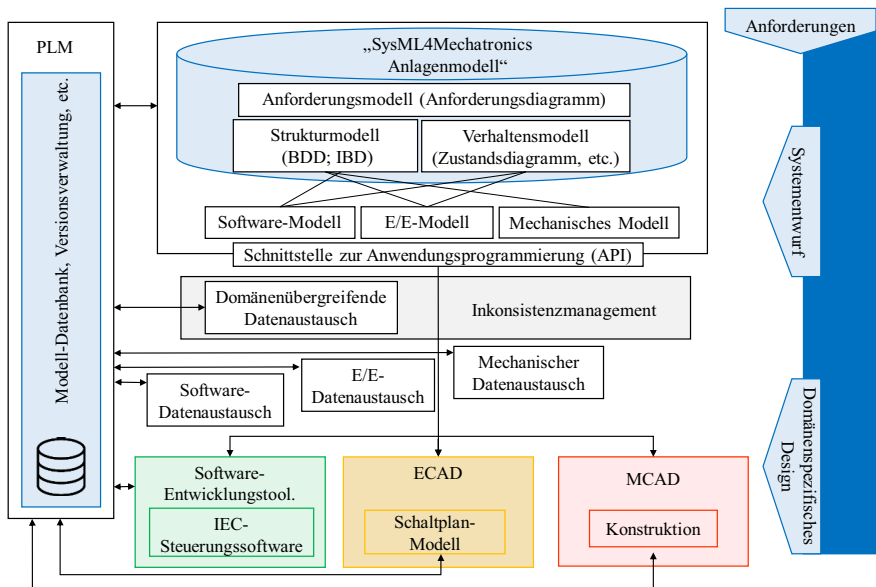 PLM
Modell-Datenbank, Versionsverwaltung, etc.
„SysML4Mechatronics
Anlagenmodell“
Anforderungsmodell (Anforderungsdiagramm)
Strukturmodell
(BDD; IBD)
Verhaltensmodell
(Zustandsdiagramm, etc.)
Software-Modell
E/E-Modell
Mechanisches Modell
Schnittstelle zur Anwendungsprogrammierung (API)
Domänenübergreifende
Datenaustausch
Inkonsistenzmanagement
Mechanischer
Datenaustausch
E/E-
Datenaustausch
Software-
Datenaustausch
Software-
Entwicklungstool.
IEC-
Steuerungssoftware
ECAD
Schaltplan-
Modell
MCAD
Konstruktion
Anforderungen
Systementwurf
Domänenspezifisches
Design